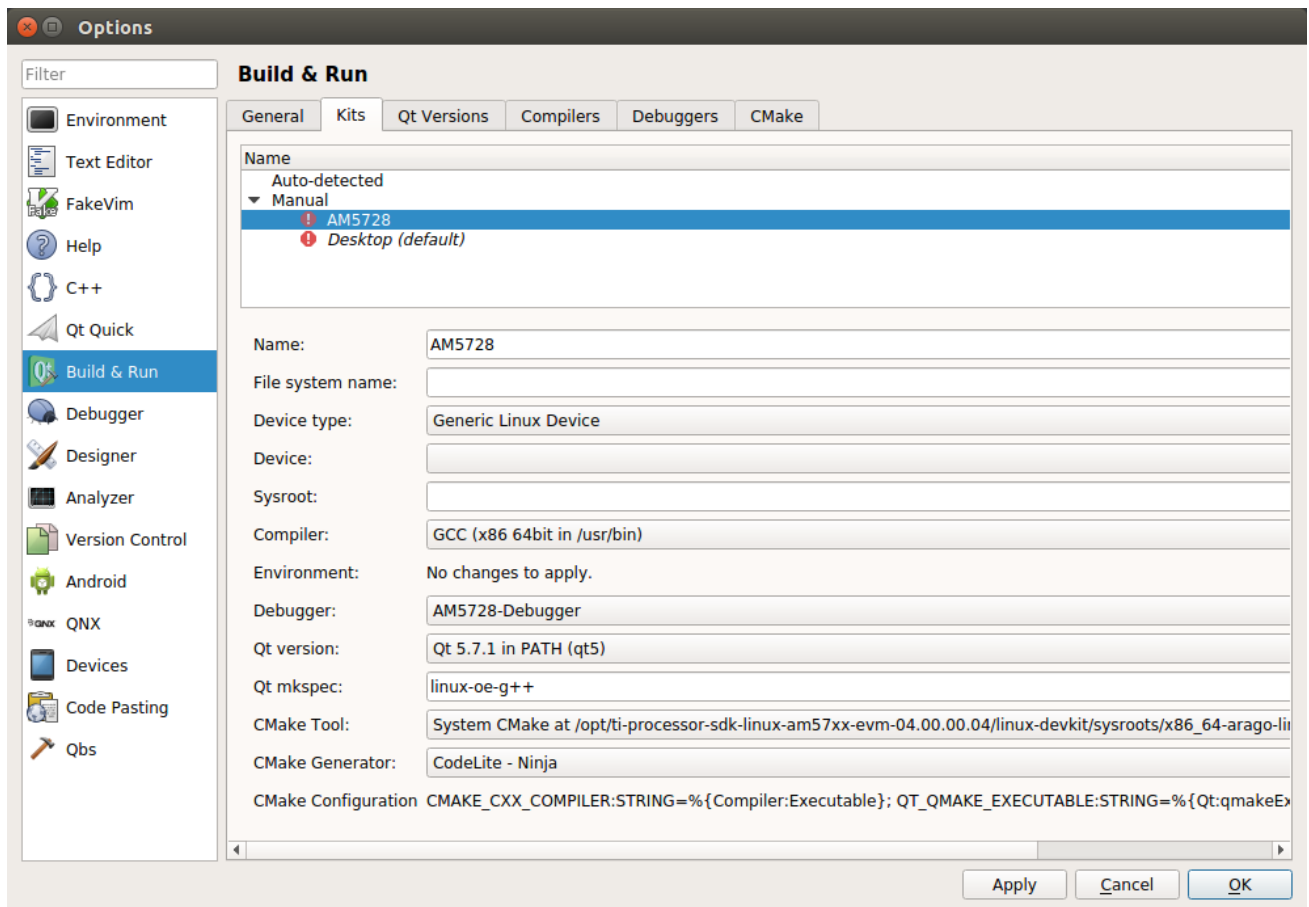 Options
Filter
Environment
Text Editor
FakeVim
Help
C++
Qt Quick
Build & Run
Debugger
Designer
Analyzer
Version Control
Android
QNX
Devices
Code Pasting
Qbs
Build & Run
General Kits Qt Versions Compilers Debuggers CMake
Name
Auto-detected
Manual
AM5728
Desktop (default)
Name: AM5728
File system name:
Device type: Generic Linux Device
Device:
Sysroot:
Compiler: GCC (x86 64bit in /usr/bin)
Environment: No changes to apply.
Debugger: AM5728-Debugger
Qt version: Qt 5.7.1 in PATH (qt5)
Qt mkspec: linux-oe-g++
CMake Tool: System CMake at /opt/ti-processor-sdk-linux-am57xx-evm-04.00.00.04/linux-devkit/sysroots/x86_64-arago-li
CMake Generator: CodeLite - Ninja
CMake Configuration CMAKE_CXX_COMPILER:STRING=%{Compiler:Executable}; QT_QMAKE_EXECUTABLE:STRING=%{Qt:qmakeEx
Apply Cancel OK